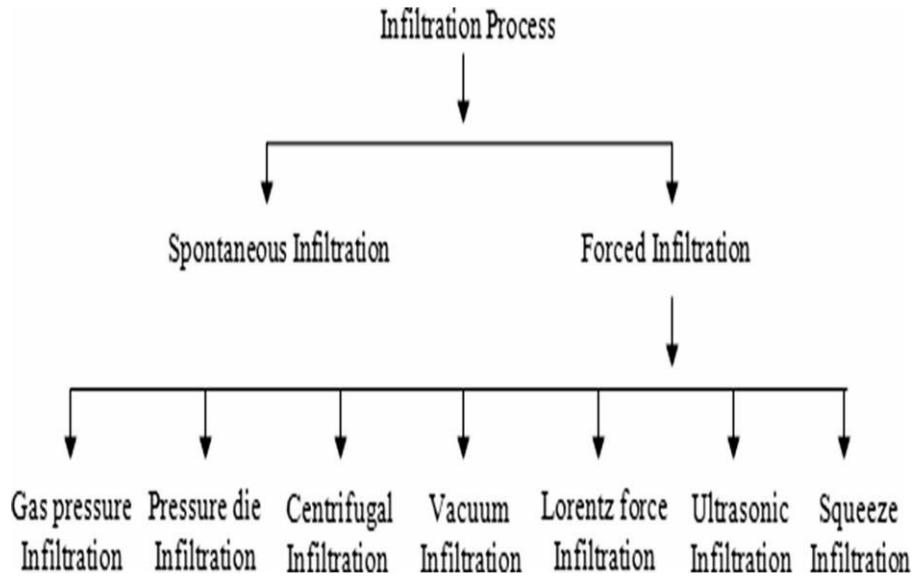 Infiltration Process
Spontaneous Infiltration
Forced Infiltration
Gas pressure
Infiltration
Pressure die
Infiltration
Centrifugal
Infiltration
Vacuum
Infiltration
Lorentz force
Infiltration
Ultrasonic
Infiltration
Squeeze
Infiltration